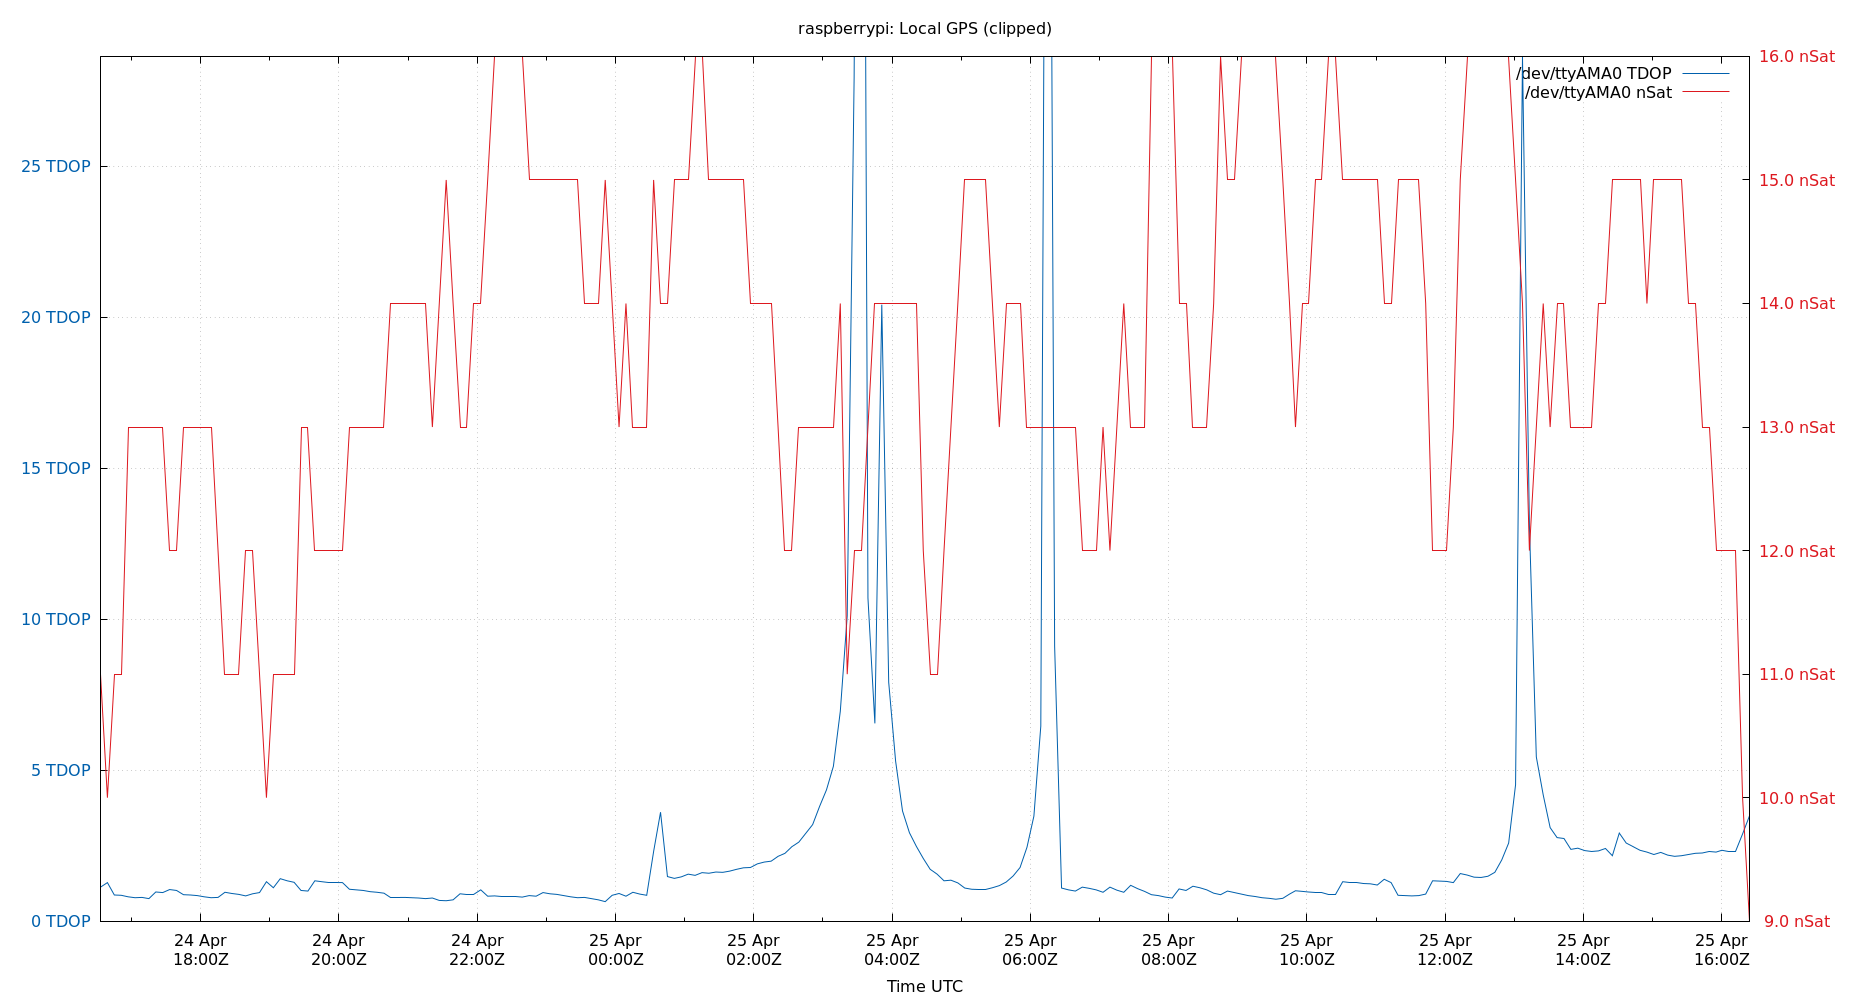 raspberrypi: Local GPS (clipped)
/dev/ttyAMA0 TDOP
/dev/ttyAMA0 nSat
25 TDOP
20 TDOP
15 TDOP
10 TDOP
5 TDOP
0 TDOP
16.0 nSat
15.0 nSat
14.0 nSat
13.0 nSat
12.0 nSat
11.0 nSat
10.0 nSat
9.0 nSat
24 Apr
18:00Z
24 Apr
20:00Z
24 Apr
22:00Z
25 Apr
00:00Z
25 Apr
02:00Z
25 Apr
04:00Z
25 Apr
06:00Z
25 Apr
08:00Z
25 Apr
10:00Z
25 Apr
12:00Z
25 Apr
14:00Z
25 Apr
16:00Z
Time UTC